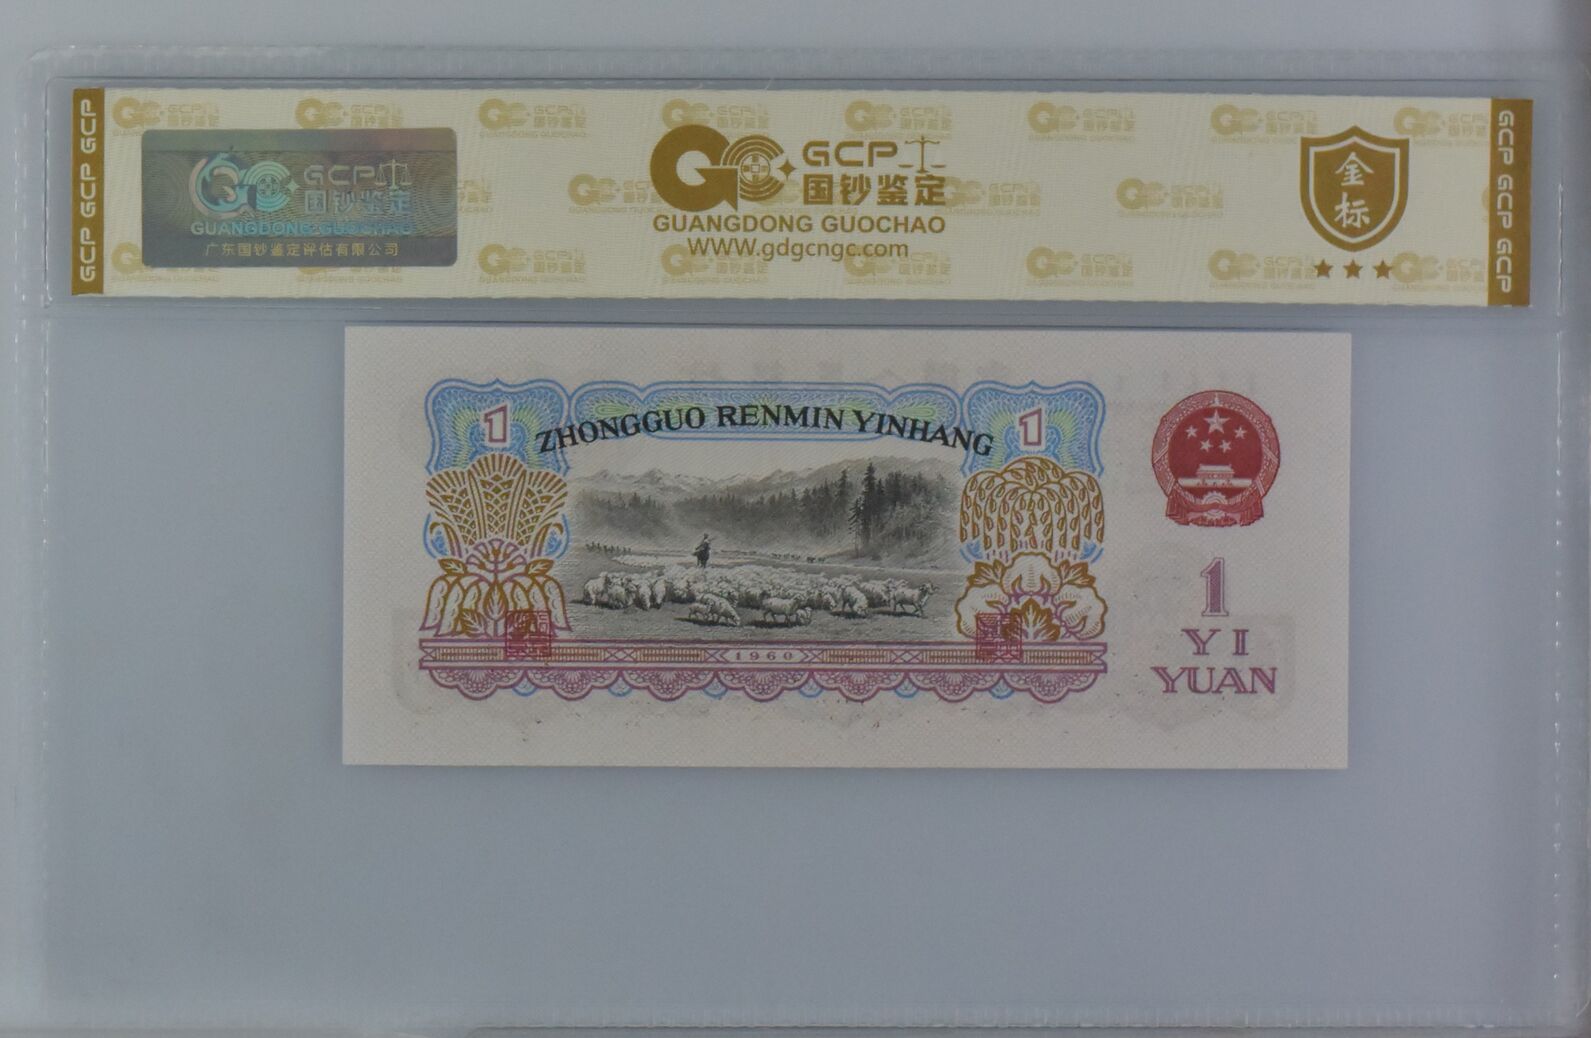 GCP GCP GCP
GCP
国钞鉴定
GUANGDONG GUOCHAO
广东国钞鉴定评估有限公司
GCP
国钞鉴定
GUANGDONG GUOCHAO
WWW.gdgcngc.com
金标
GCP GCP GCP
1
ZHONGGUO RENMIN YINHANG
1
1960
1
YI
YUAN